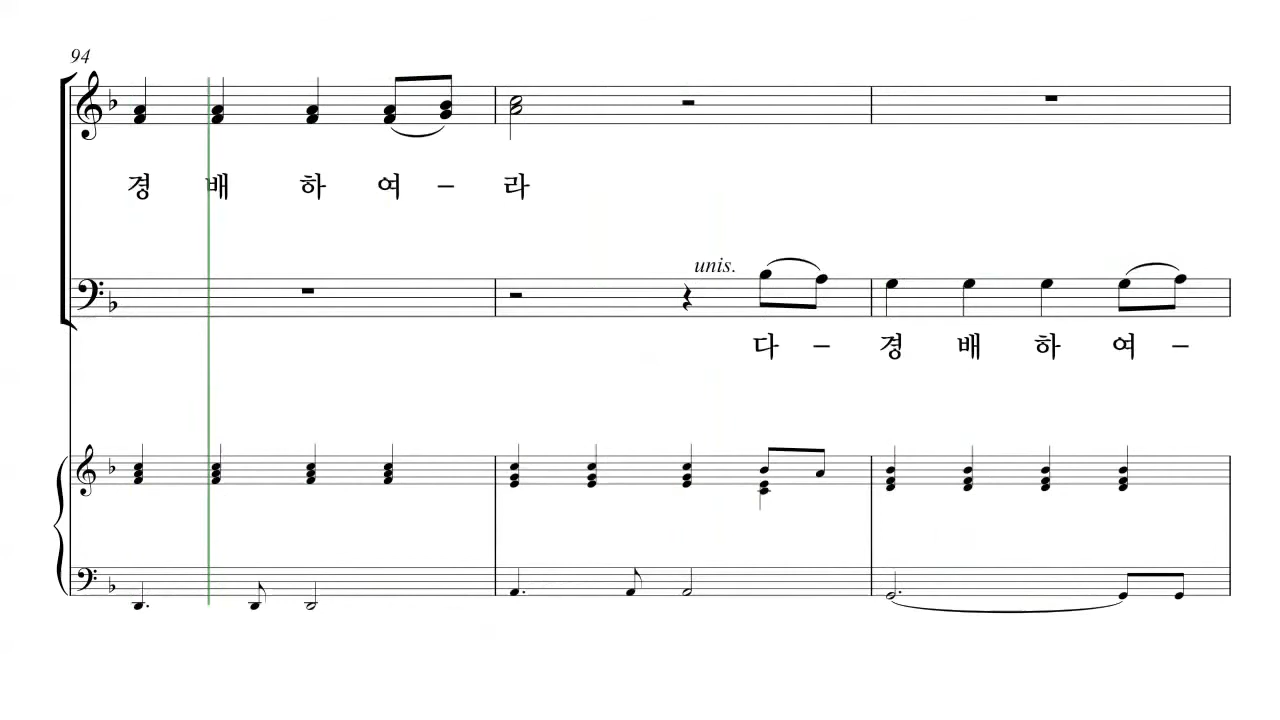 94
경 배 하 여 – 라
unis.
다 – 경 배 하 여 –